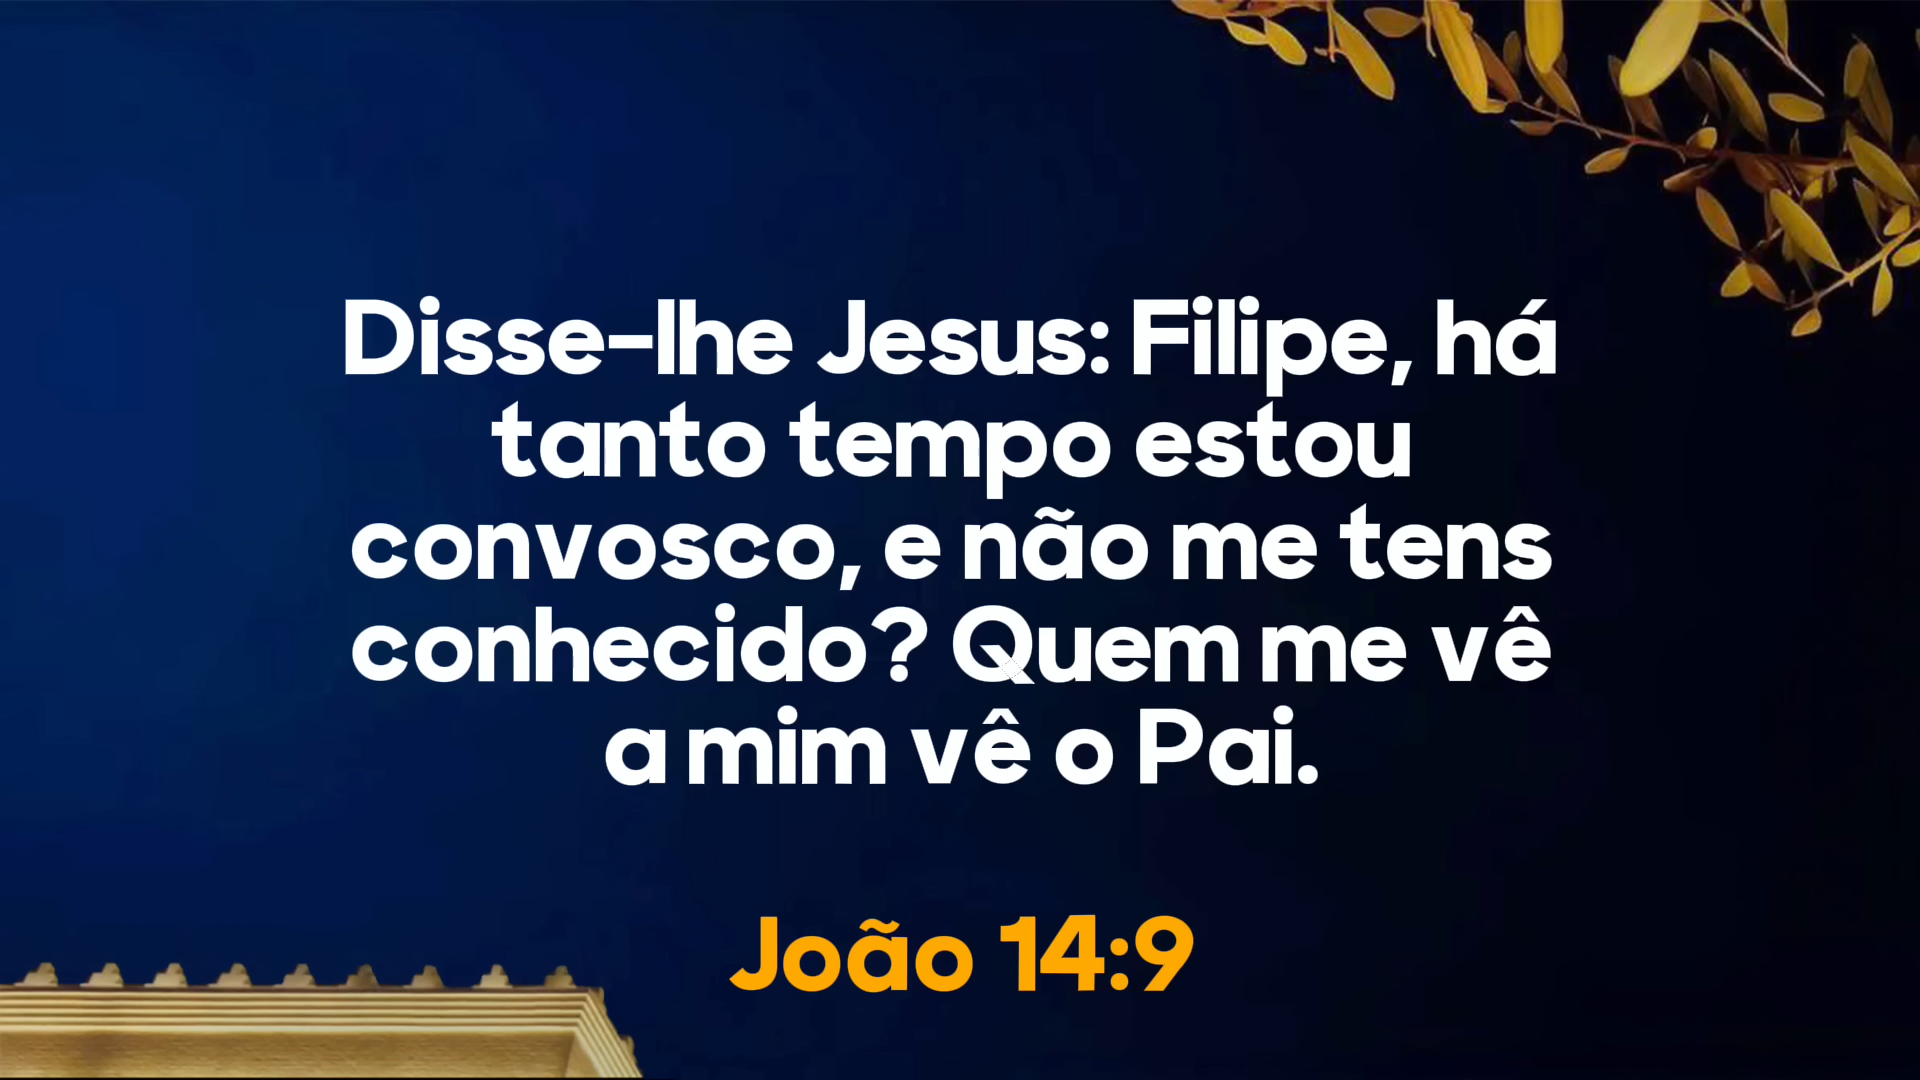 Disse-lhe Jesus: Filipe, há
tanto tempo estou
convosco, e não me tens
conhecido? Quem me vê
a mim vê o Pai.
João 14:9